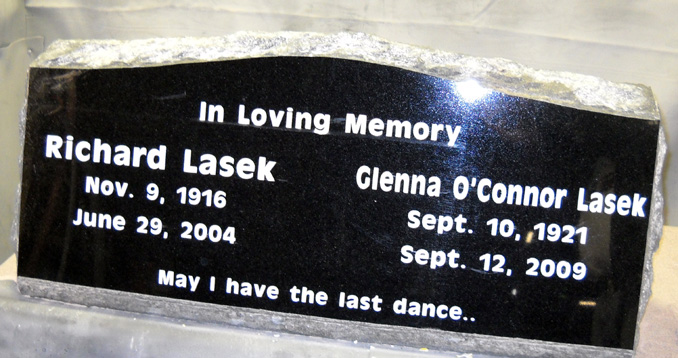 In Loving Memory
Richard Lasek
Nov. 9, 1916
June 29, 2004
Glenna O'Connor Lasek
Sept. 10, 1921
Sept. 12, 2009
May I have the last dance..